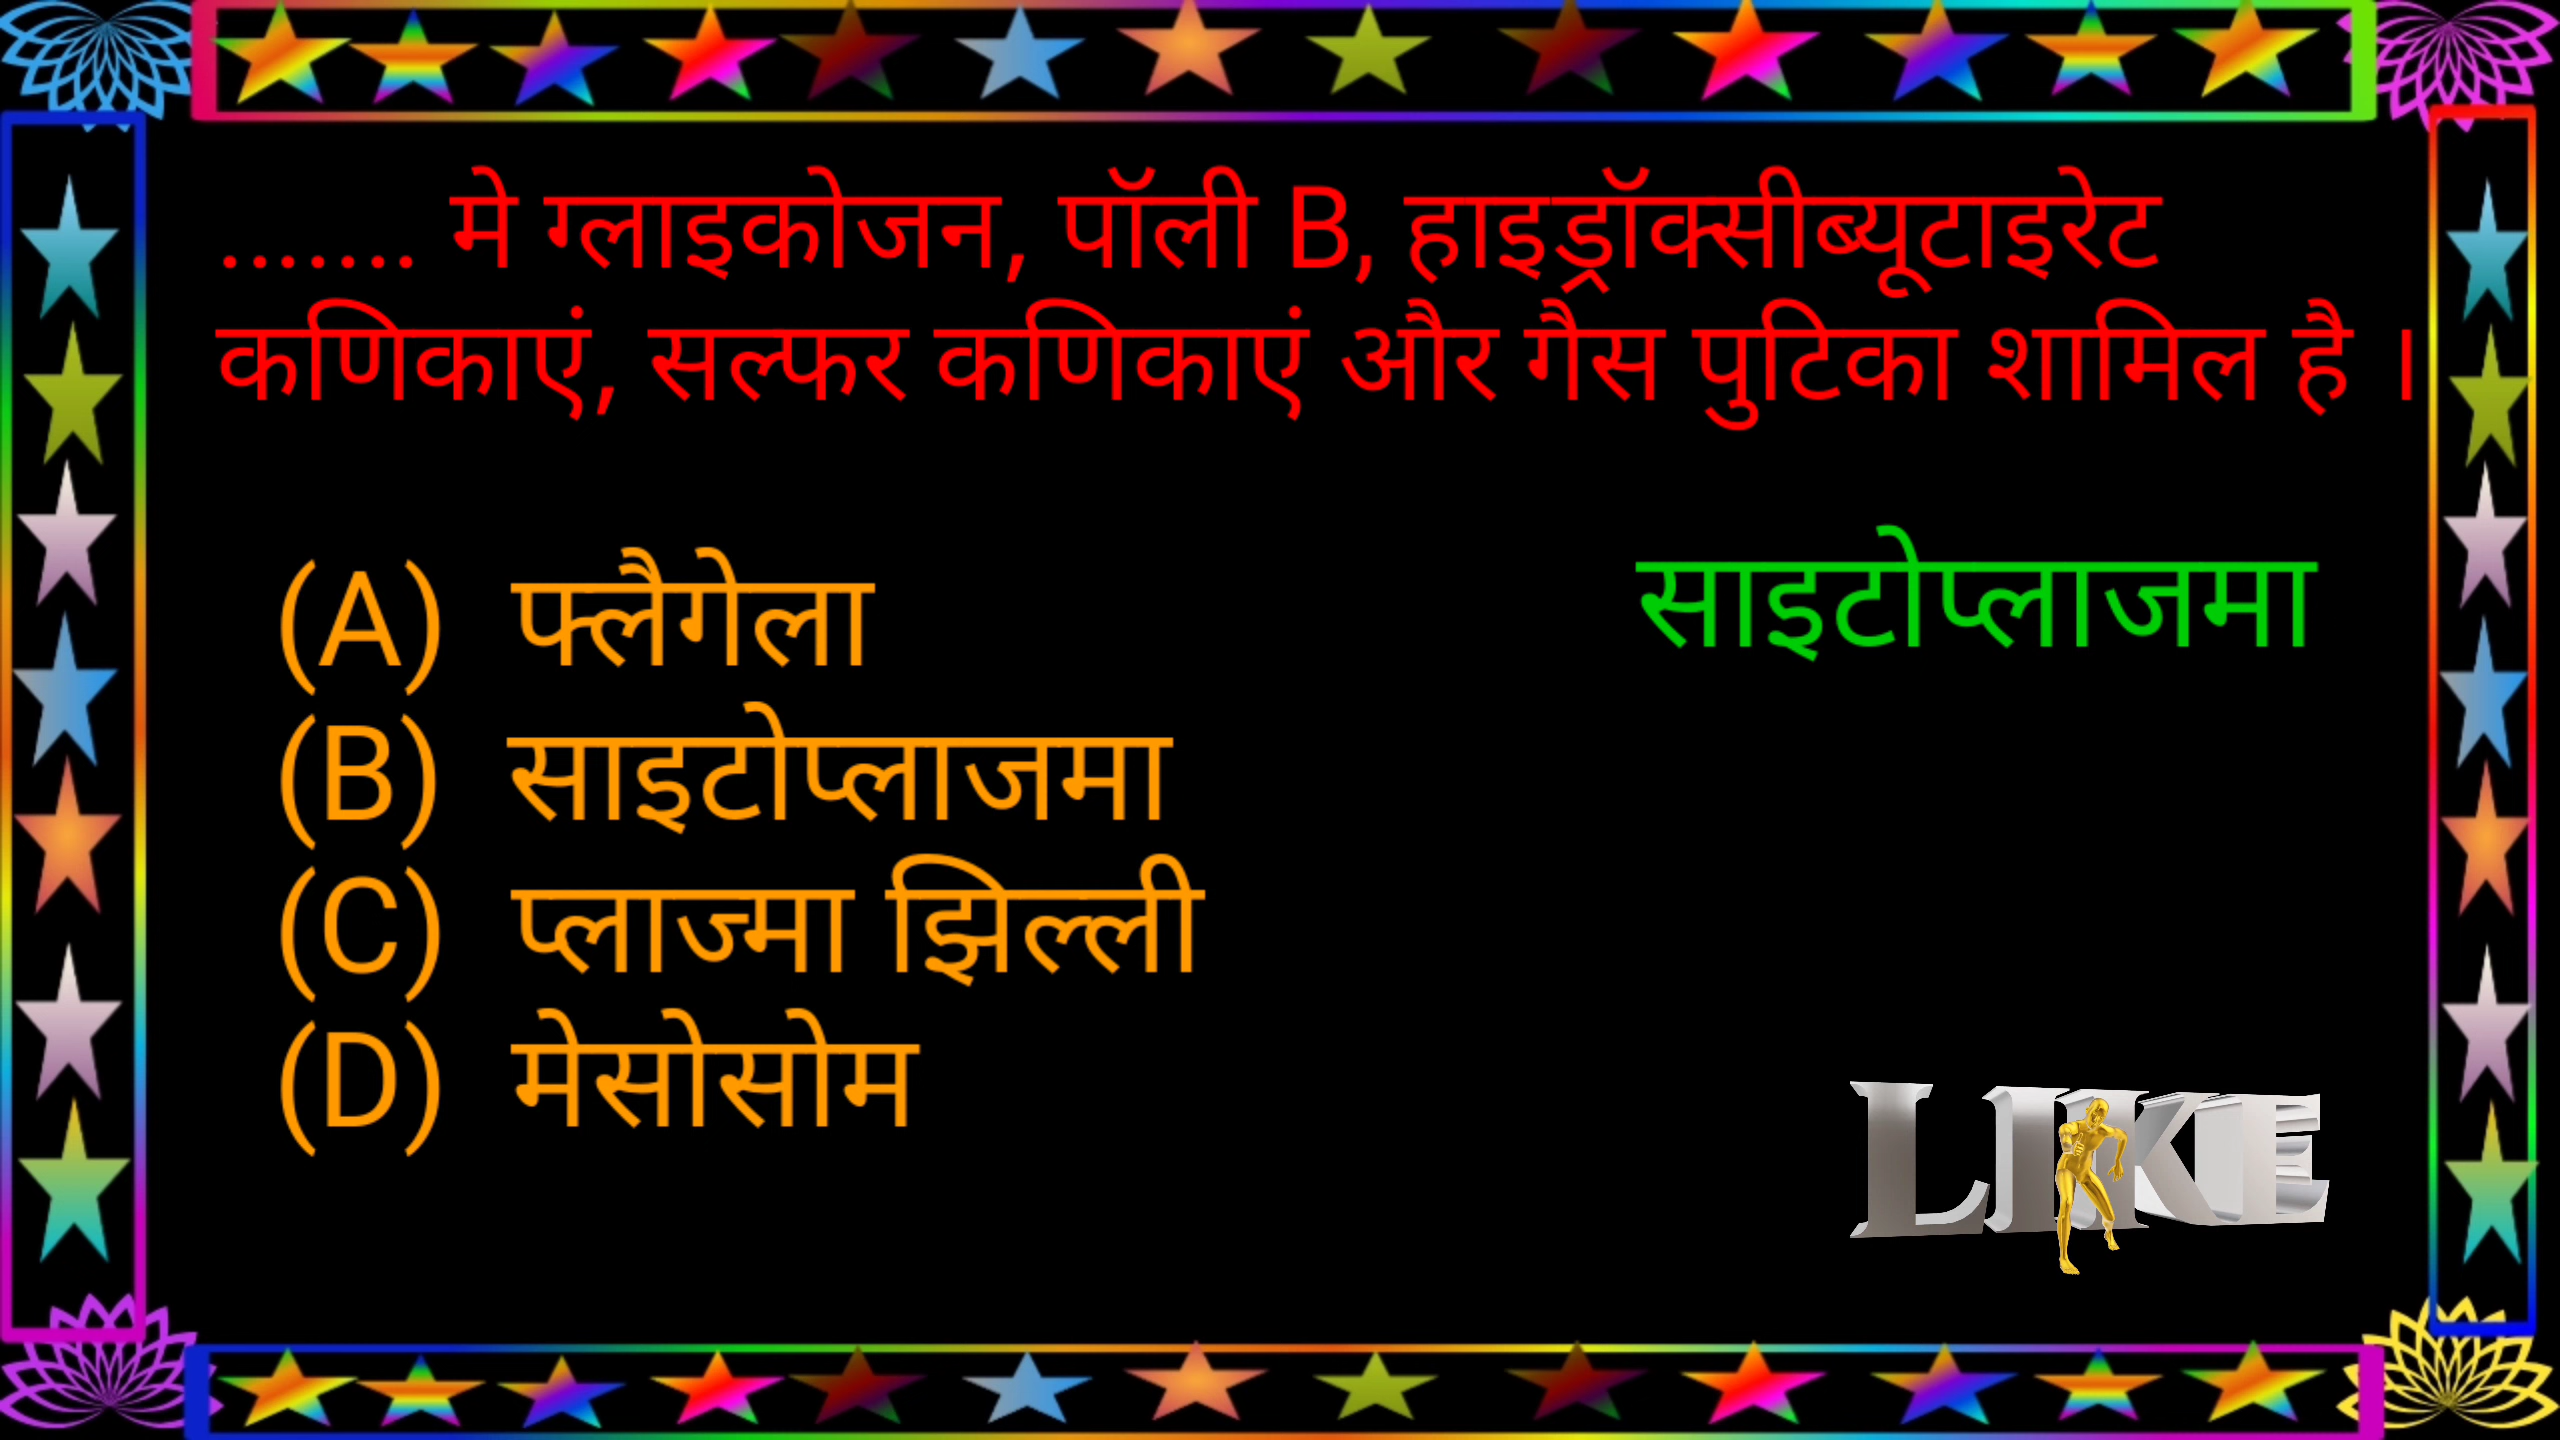 ....... मे ग्लाइकोजन, पॉली B, हाइड्रॉक्सीब्यूटाइरेट
कणिकाएं, सल्फर कणिकाएं और गैस पुटिका शामिल है ।
(A) फ्लैगेला
(B) साइटोप्लाजमा
(C) प्लाज्मा झिल्ली
(D) मेसोसोम
साइटोप्लाजमा
LIKE